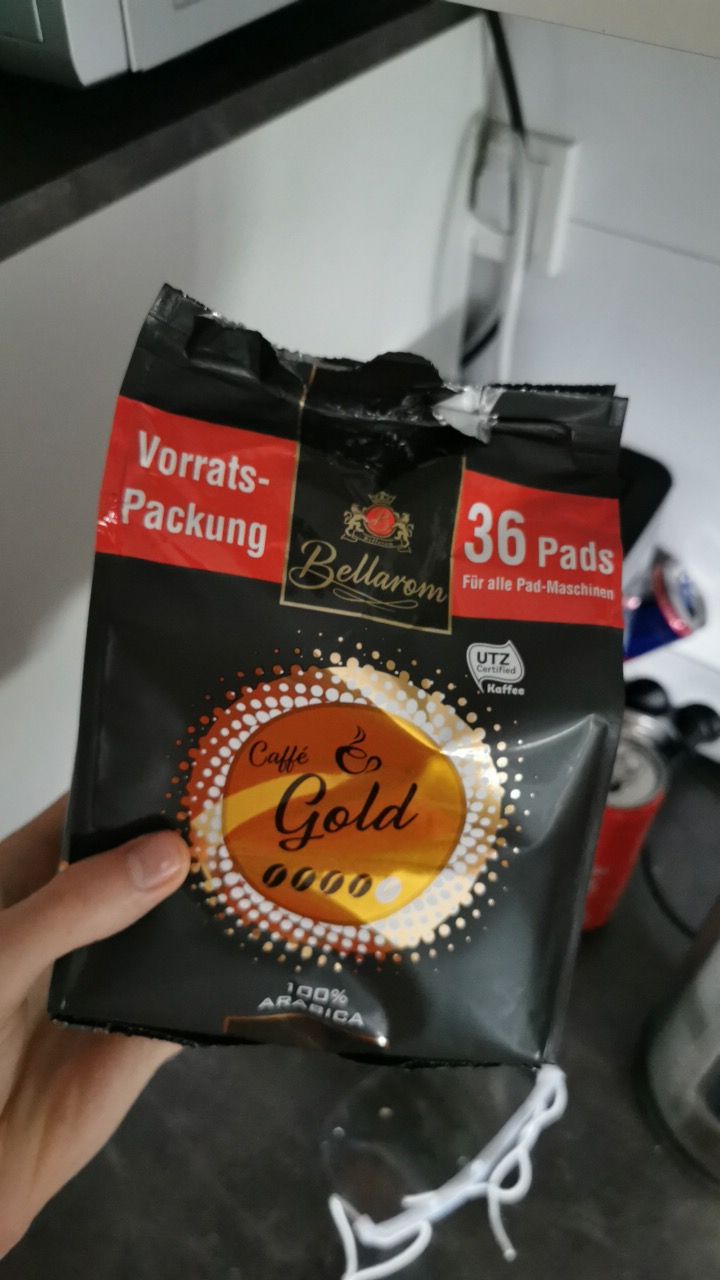 Vorrats-
Packung
Bellarom
36 Pads
Für alle Pad-Maschinen
UTZ
Certified
Kaffee
Caffé
Gold
100%
ARABICA